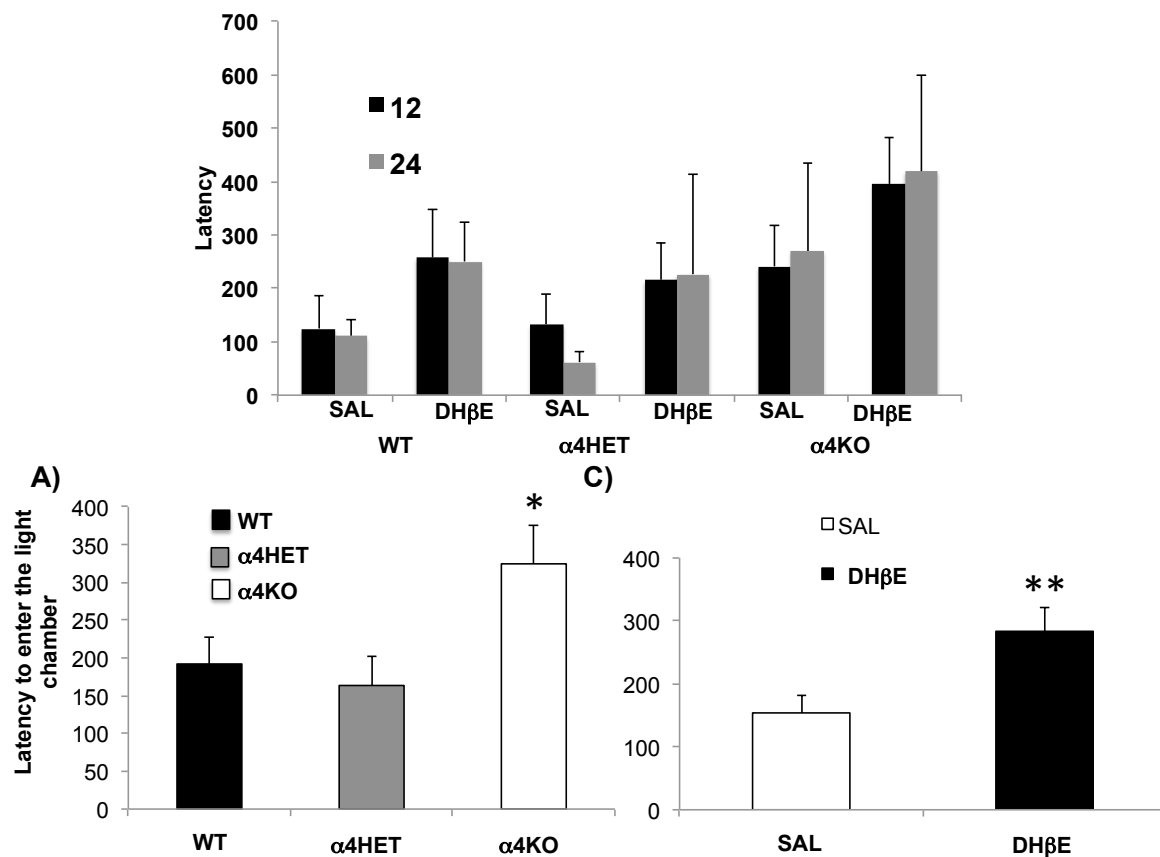 700
600
500
400
300
200
100
0
Latency
12
24
SAL DHβE SAL DHβE SAL DHβE
WT α4HET α4KO
A)
Latency to enter the light
chamber
400
350
300
250
200
150
100
50
0
WT
α4HET
α4KO
*
WT α4HET α4KO
C)
SAL
DHβE
400
300
200
100
0
**
SAL DHβE